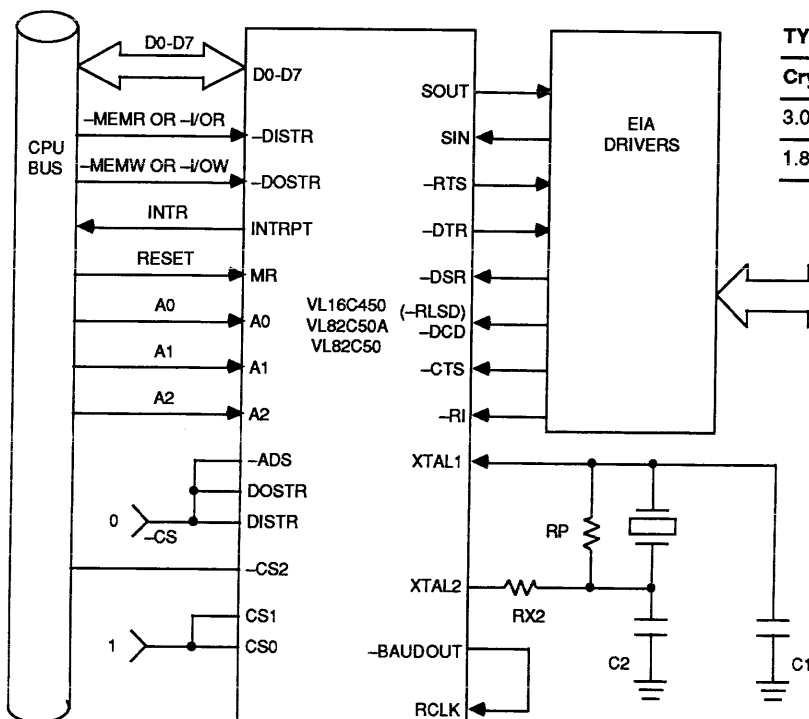 D0-D7
D0-D7
CPU
BUS
–MEMR OR –I/OR
–DISTR
–MEMW OR –I/OW
–DOSTR
INTR
INTRPT
RESET
MR
A0
A0
A1
A1
A2
A2
–ADS
DOSTR
0
DISTR
–CS
–CS2
CS1
1
CS0
VL16C450
VL82C50A
VL82C50
SOUT
SIN
–RTS
–DTR
–DSR
(–RLSD)
–DCD
–CTS
–RI
XTAL1
XTAL2
–BAUDOUT
RCLK
EIA
DRIVERS
RP
RX2
C2
C1
TY
Cry
3.0
1.8